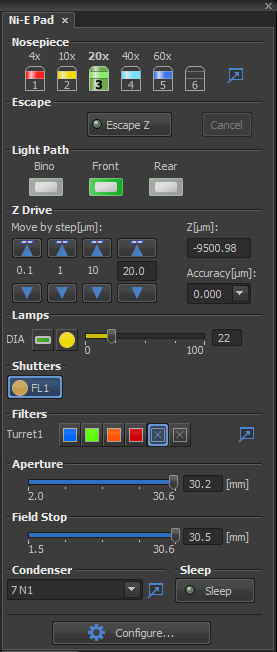 Ni-E Pad
Nosepiece
4x 10x 20x 40x 60x
1 2 3 4 5 6
Escape
Escape Z Cancel
Light Path
Bino Front Rear
Z Drive
Move by step[µm]: Z[µm]:
-9500.98
0.1 1 10 20.0 Accuracy[µm]:
0.000
Lamps
DIA 22
0 100
Shutters
FL1
Filters
Turret1
Aperture
30.2 [mm]
2.0 30.6
Field Stop
30.5 [mm]
1.5 30.6
Condenser Sleep
7 N1 Sleep
Configure...